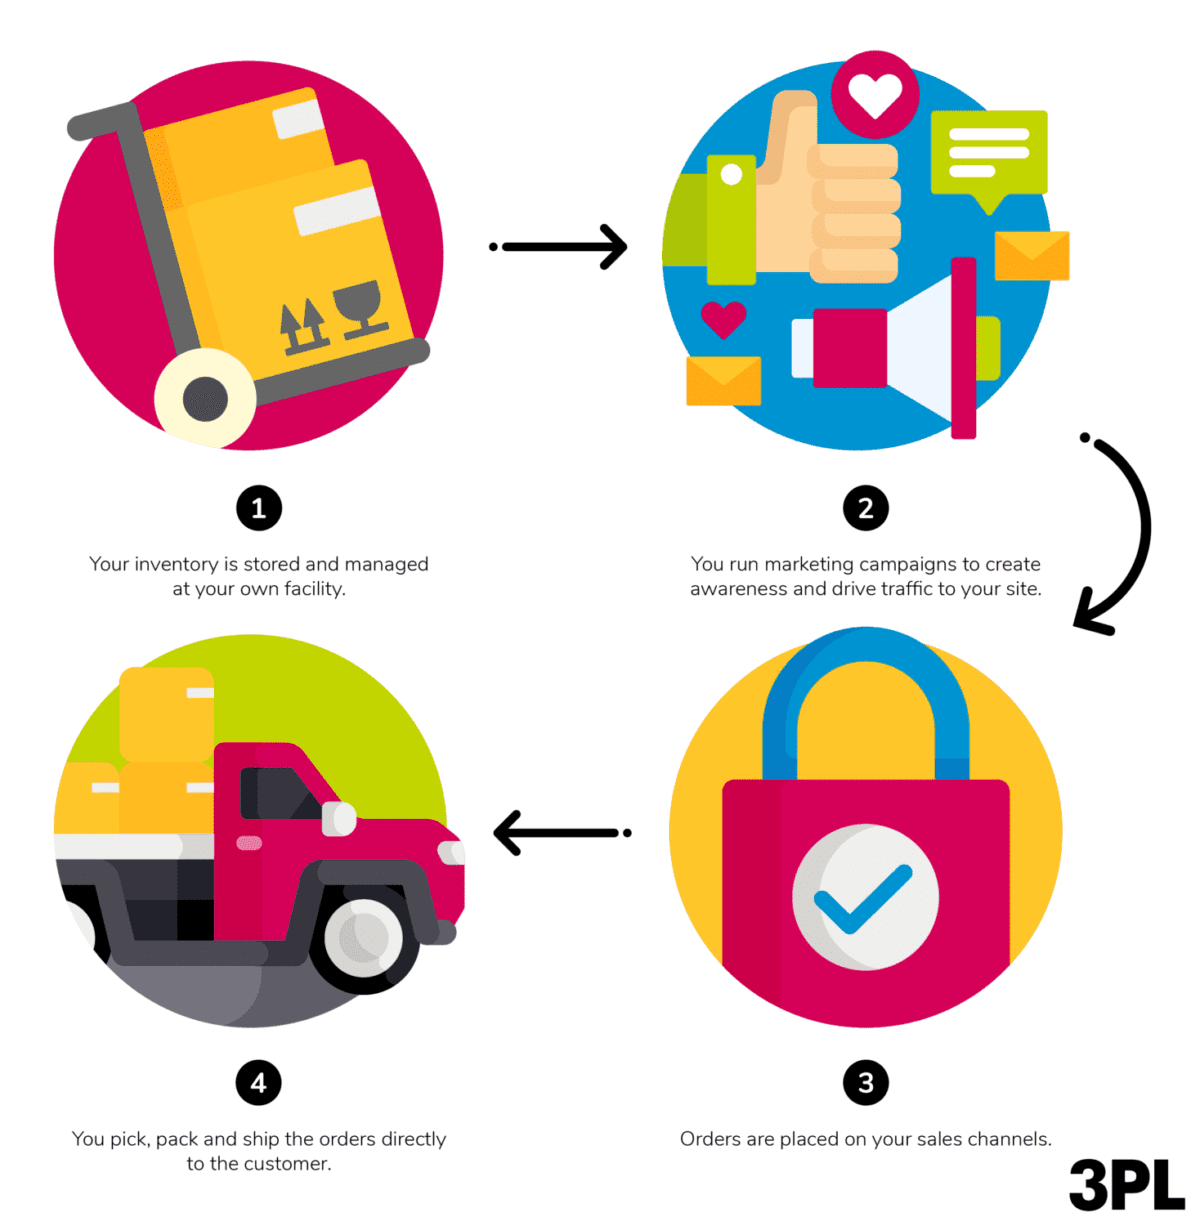 1
Your inventory is stored and managed
at your own facility.
2
You run marketing campaigns to create
awareness and drive traffic to your site.
3
Orders are placed on your sales channels.
4
You pick, pack and ship the orders directly
to the customer.
3PL